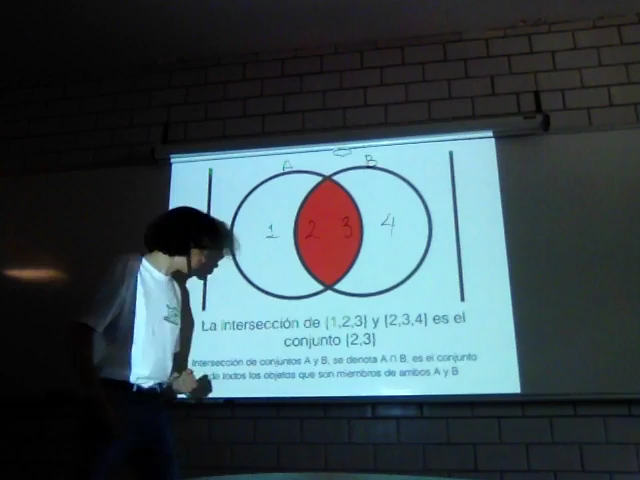 A B
1 2 3 4
La intersección de {1,2,3} y {2,3,4} es el
conjunto {2,3}
Intersección de conjuntos A y B, se denota A ∩ B, es el conjunto
de todos los objetos que son miembros de ambos A y B